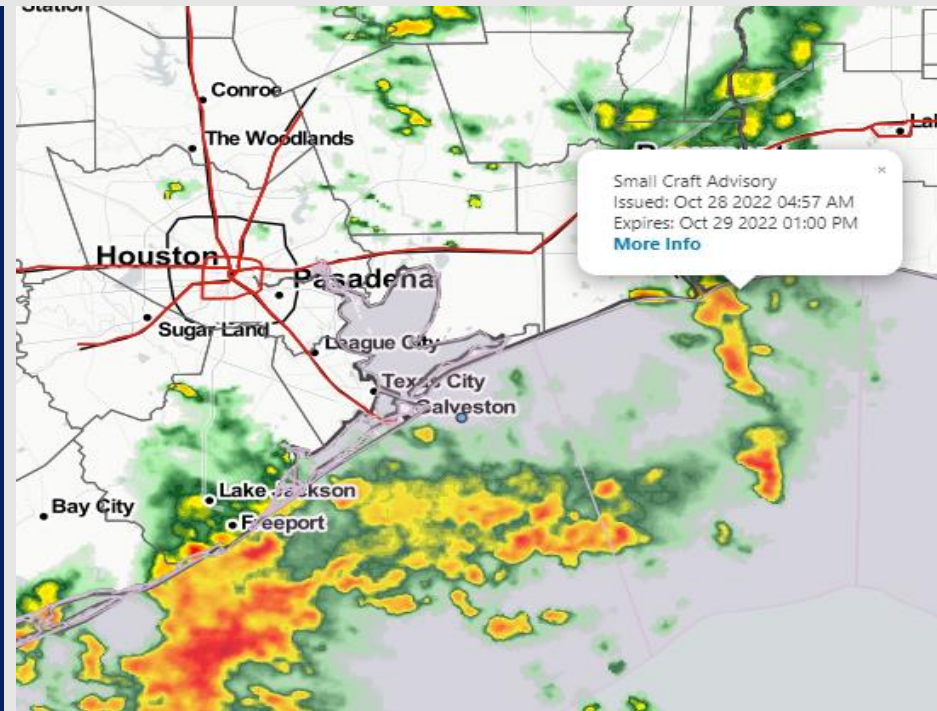 Station
Conroe
The Woodlands
Houston
Pasadena
Sugar Land
League City
Texas City
Galveston
Lake Jackson
Bay City
Freeport
Small Craft Advisory
Issued: Oct 28 2022 04:57 AM
Expires: Oct 29 2022 01:00 PM
More Info
×